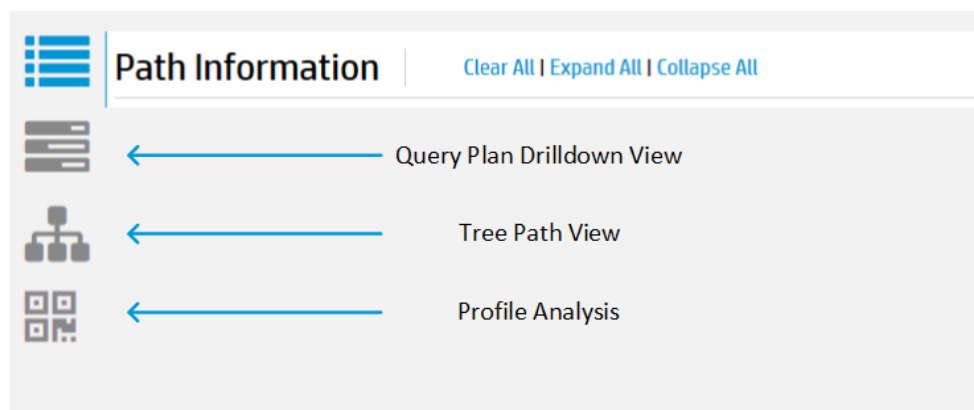 Path Information
Clear All | Expand All | Collapse All
Query Plan Drilldown View
Tree Path View
Profile Analysis